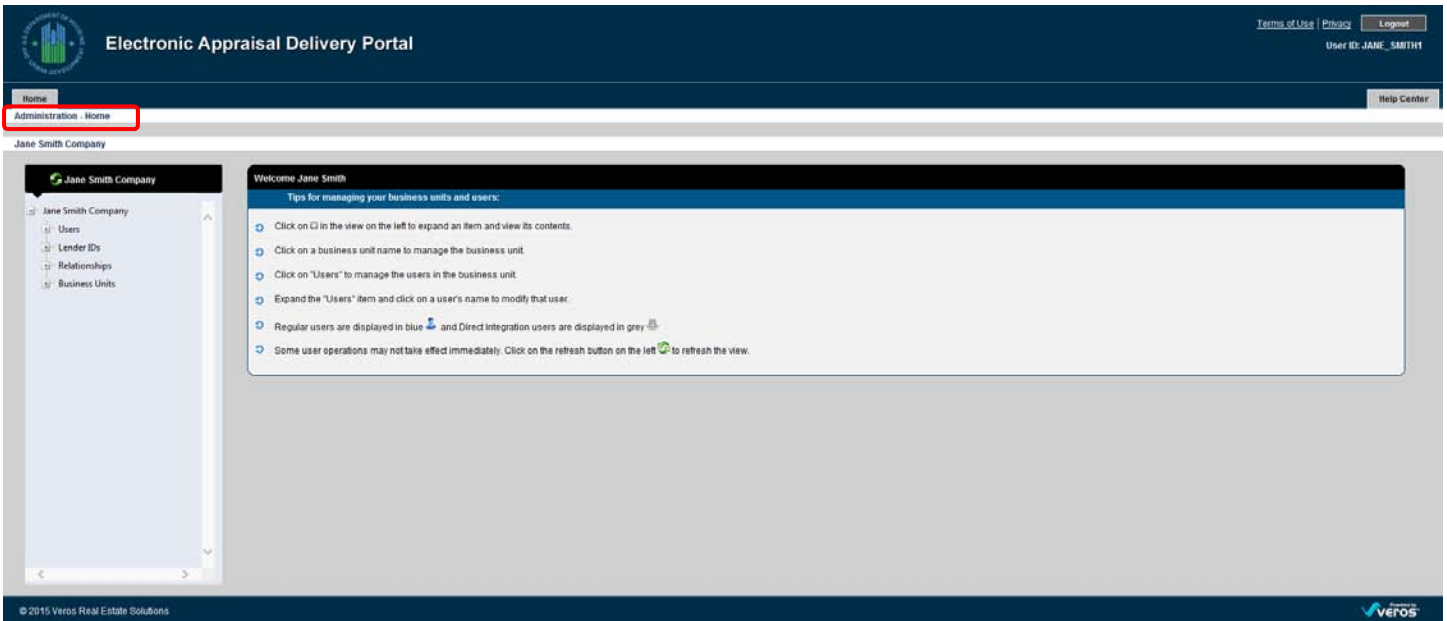 Terms of Use | Privacy Logout
Electronic Appraisal Delivery Portal
User ID: JANE_SMITH1
Home
Help Center
Administration - Home
Jane Smith Company
Jane Smith Company
Welcome Jane Smith
Tips for managing your business units and users:
Jane Smith Company
Users
Lender IDs
Relationships
Business Units
Click on in the view on the left to expand an item and view its contents.
Click on a business unit name to manage the business unit.
Click on "Users" to manage the users in the business unit.
Expand the "Users" item and click on a user's name to modify that user.
Regular users are displayed in blue and Direct integration users are displayed in grey
Some user operations may not take effect immediately. Click on the refresh button on the left to refresh the view.
© 2015 Veros Real Estate Solutions
Powered by
veros